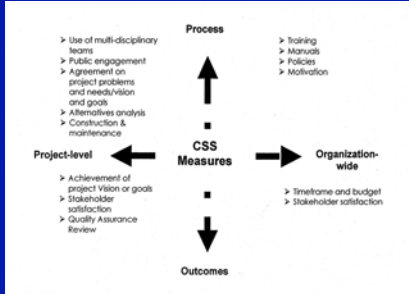 Process
➢ Use of multi-disciplinary
teams
➢ Public engagement
➢ Agreement on
project problems
and needs/vision
and goals
➢ Alternatives analysis
➢ Construction &
maintenance
➢ Training
➢ Manuals
➢ Policies
➢ Motivation
Project-level
CSS
Measures
Organization-
wide
➢ Achievement of
project Vision or goals
➢ Stakeholder
satisfaction
➢ Quality Assurance
Review
➢ Timeframe and budget
➢ Stakeholder satisfaction
Outcomes